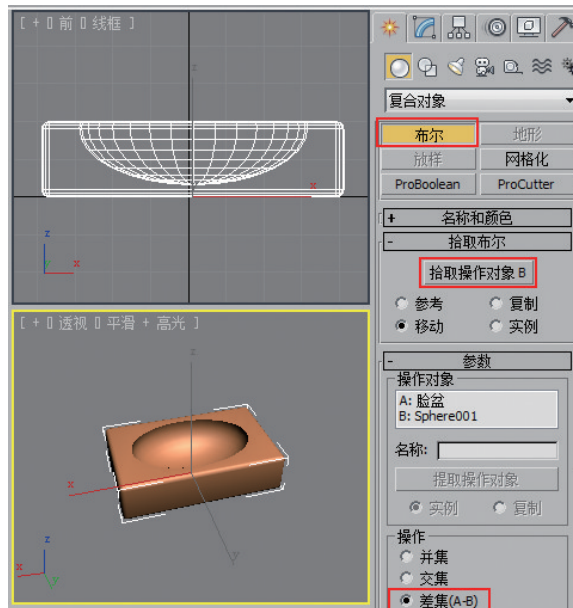 [ + 0 前 0 线框 ]
z
x
z
x
[ + 0 透视 0 平滑 + 高光 ]
z
x
y
z
x
y
复合对象
布尔 地形
放样 网格化
ProBoolean ProCutter
+ 名称和颜色
- 拾取布尔
拾取操作对象 B
参考 复制
移动 实例
- 参数
操作对象
A: 脸盆
B: Sphere001
名称:
提取操作对象
实例 复制
操作
并集
交集
差集(A-B)